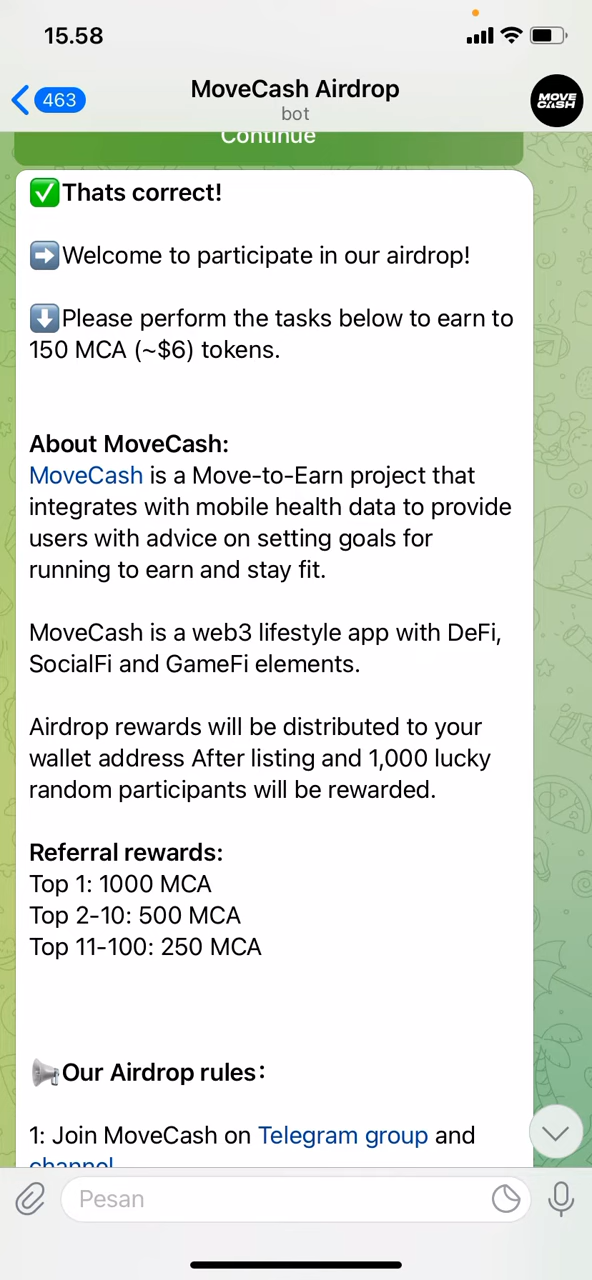 15.58
463
MoveCash Airdrop
bot
MOVE
CASH
Continue
✅Thats correct!
➡️Welcome to participate in our airdrop!
⬇️Please perform the tasks below to earn to
150 MCA (~$6) tokens.
About MoveCash:
MoveCash is a Move-to-Earn project that
integrates with mobile health data to provide
users with advice on setting goals for
running to earn and stay fit.
MoveCash is a web3 lifestyle app with DeFi,
SocialFi and GameFi elements.
Airdrop rewards will be distributed to your
wallet address After listing and 1,000 lucky
random participants will be rewarded.
Referral rewards:
Top 1: 1000 MCA
Top 2-10: 500 MCA
Top 11-100: 250 MCA
📢Our Airdrop rules:
1: Join MoveCash on Telegram group and
channel
Pesan